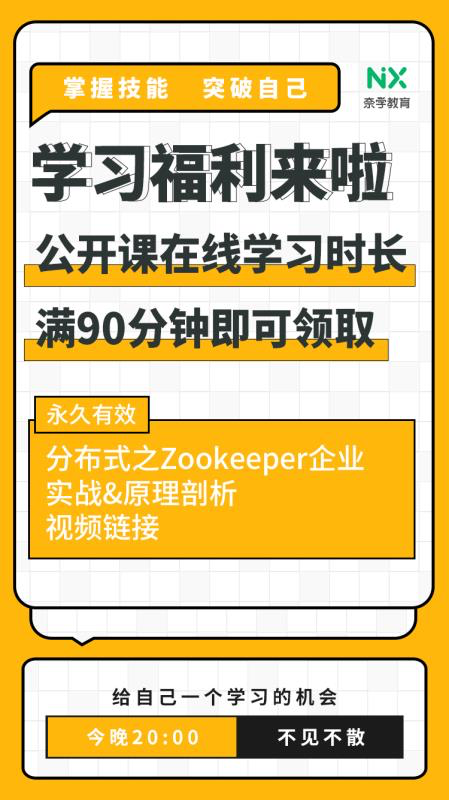 掌握技能 突破自己
NiX
奈学教育
学习福利来啦
公开课在线学习时长
满90分钟即可领取
永久有效
分布式之Zookeeper企业
实战&原理剖析
视频链接
给自己一个学习的机会
今晚20:00 不见不散